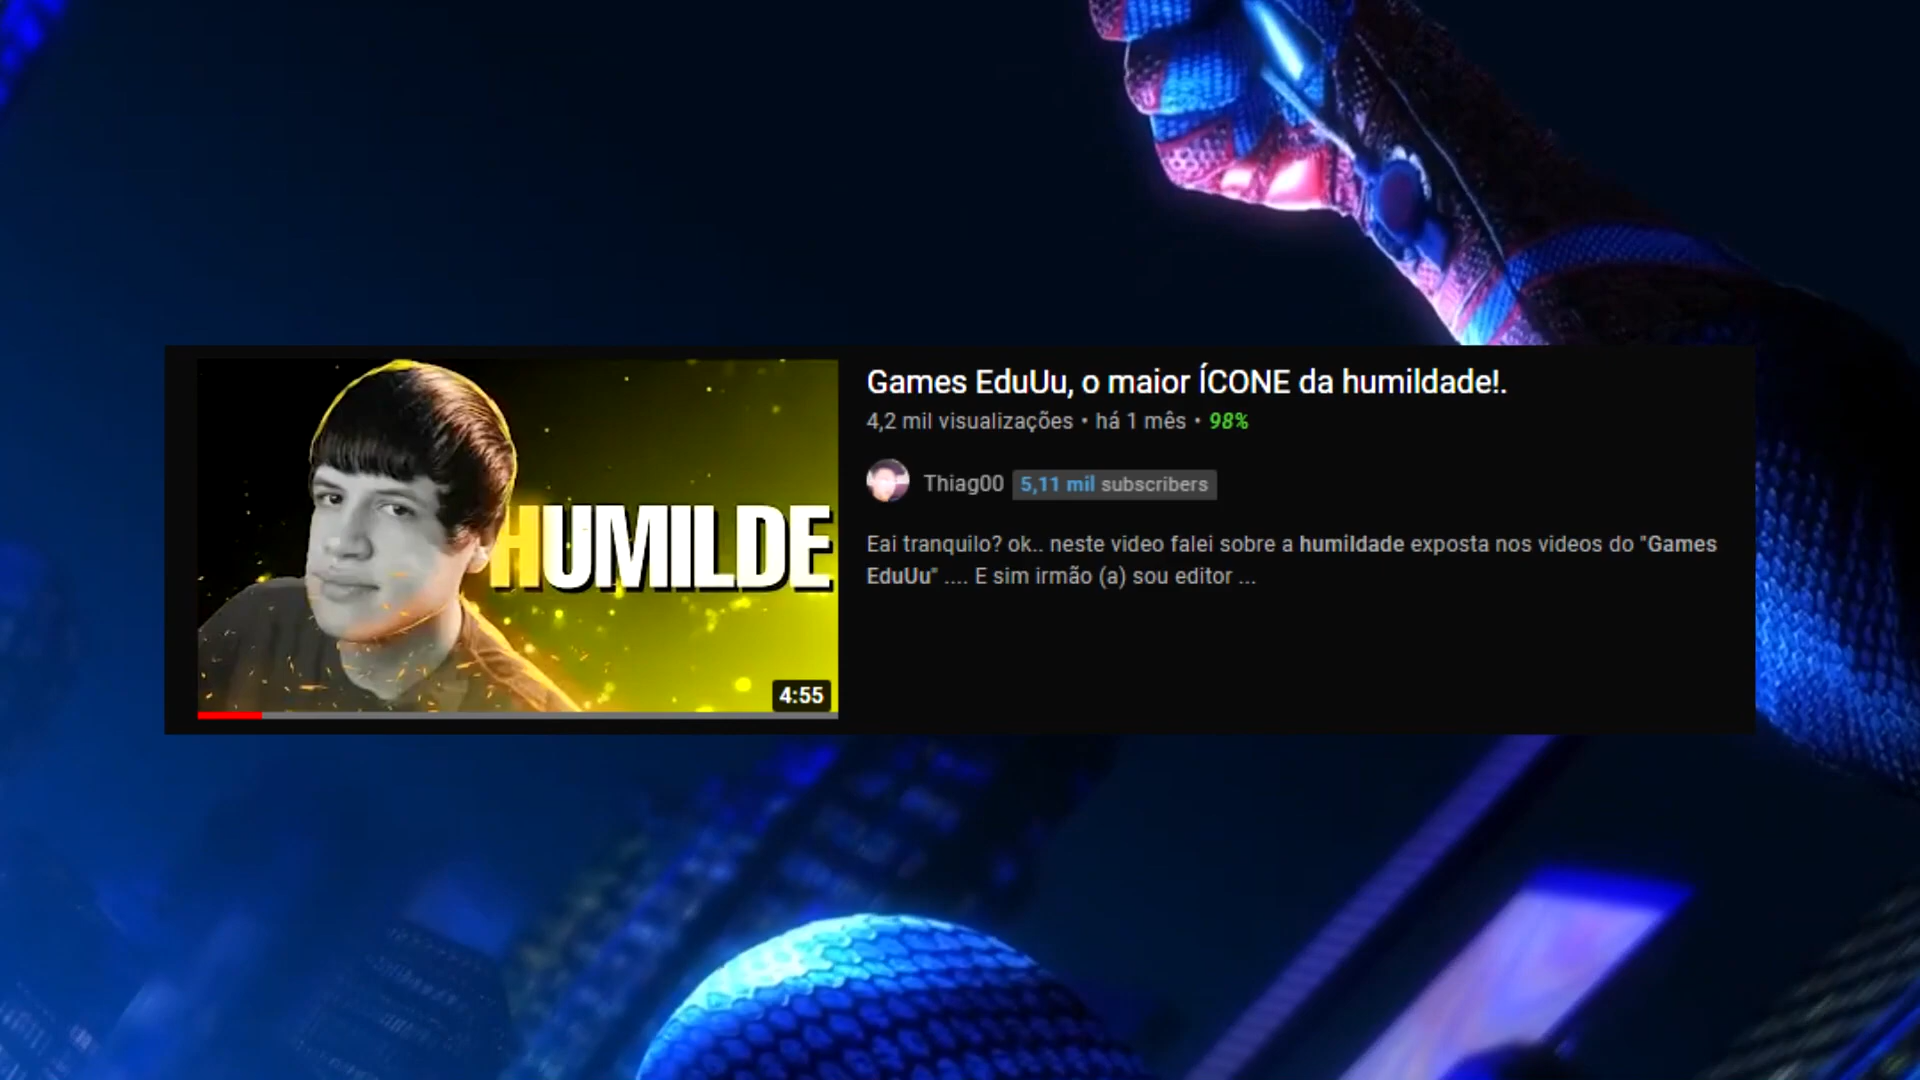 HUMILDE
4:55
Games EduUu, o maior ÍCONE da humildade!.
4,2 mil visualizações • há 1 mês • 98%
Thiag00 5,11 mil subscribers
Eai tranquilo? ok.. neste video falei sobre a humildade exposta nos videos do "Games
EduUu" .... E sim irmão (a) sou editor ...